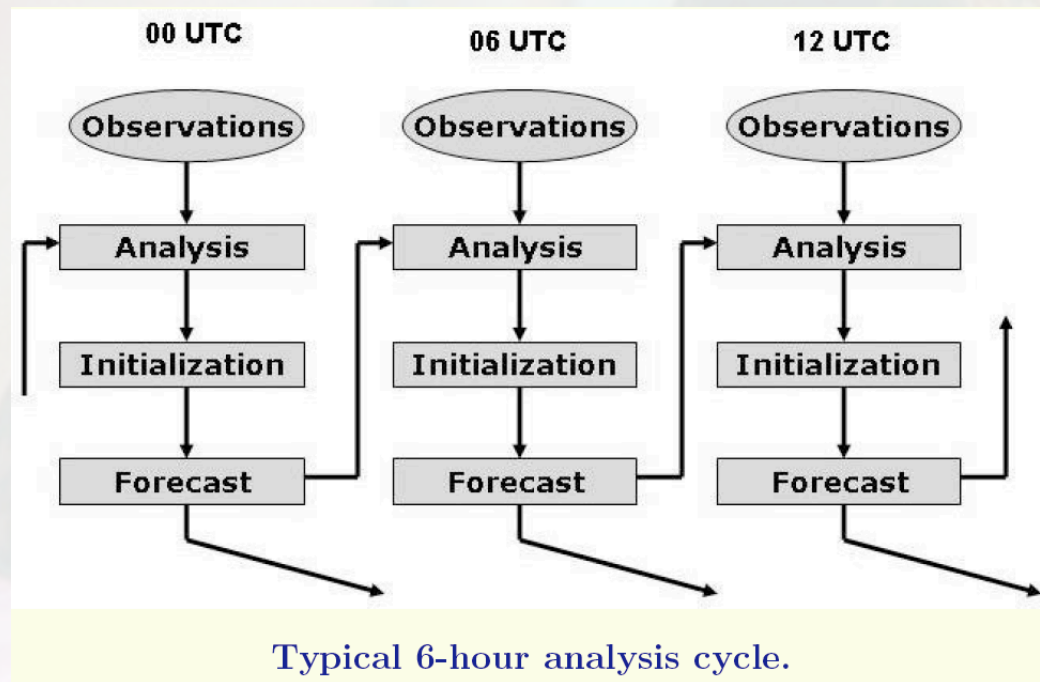 00 UTC
06 UTC
12 UTC
Observations
Observations
Observations
Analysis
Analysis
Analysis
Initialization
Initialization
Initialization
Forecast
Forecast
Forecast
Typical 6-hour analysis cycle.